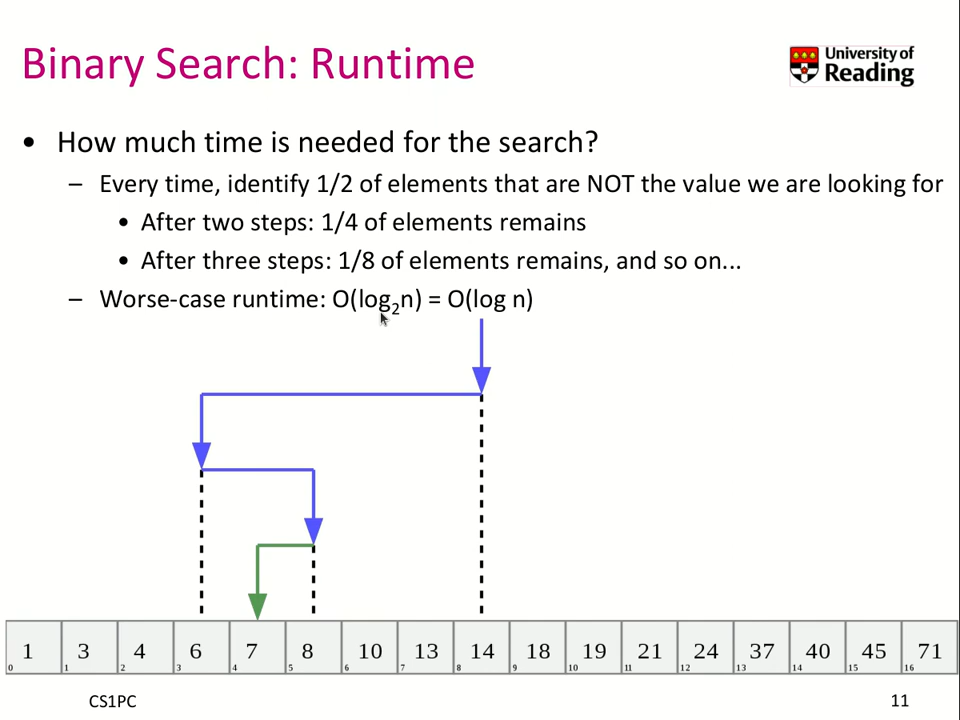 Binary Search: Runtime
University of
Reading
• How much time is needed for the search?
– Every time, identify 1/2 of elements that are NOT the value we are looking for
• After two steps: 1/4 of elements remains
• After three steps: 1/8 of elements remains, and so on...
– Worse-case runtime: O(log₂n) = O(log n)
1 3 4 6 7 8 10 13 14 18 19 21 24 37 40 45 71
0 1 2 3 4 5 6 7 8 9 10 11 12 13 14 15 16
CS1PC
11